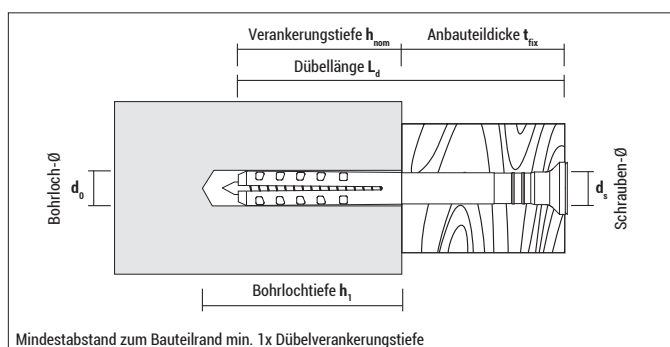 Verankerungstiefe h_nom
Anbauteildicke t_fix
Dübellänge L_d
Bohrloch-Ø
d_0
d_s
Schrauben-Ø
Bohrlochtiefe h_1
Mindestabstand zum Bauteilrand min. 1x Dübelverankerungstiefe